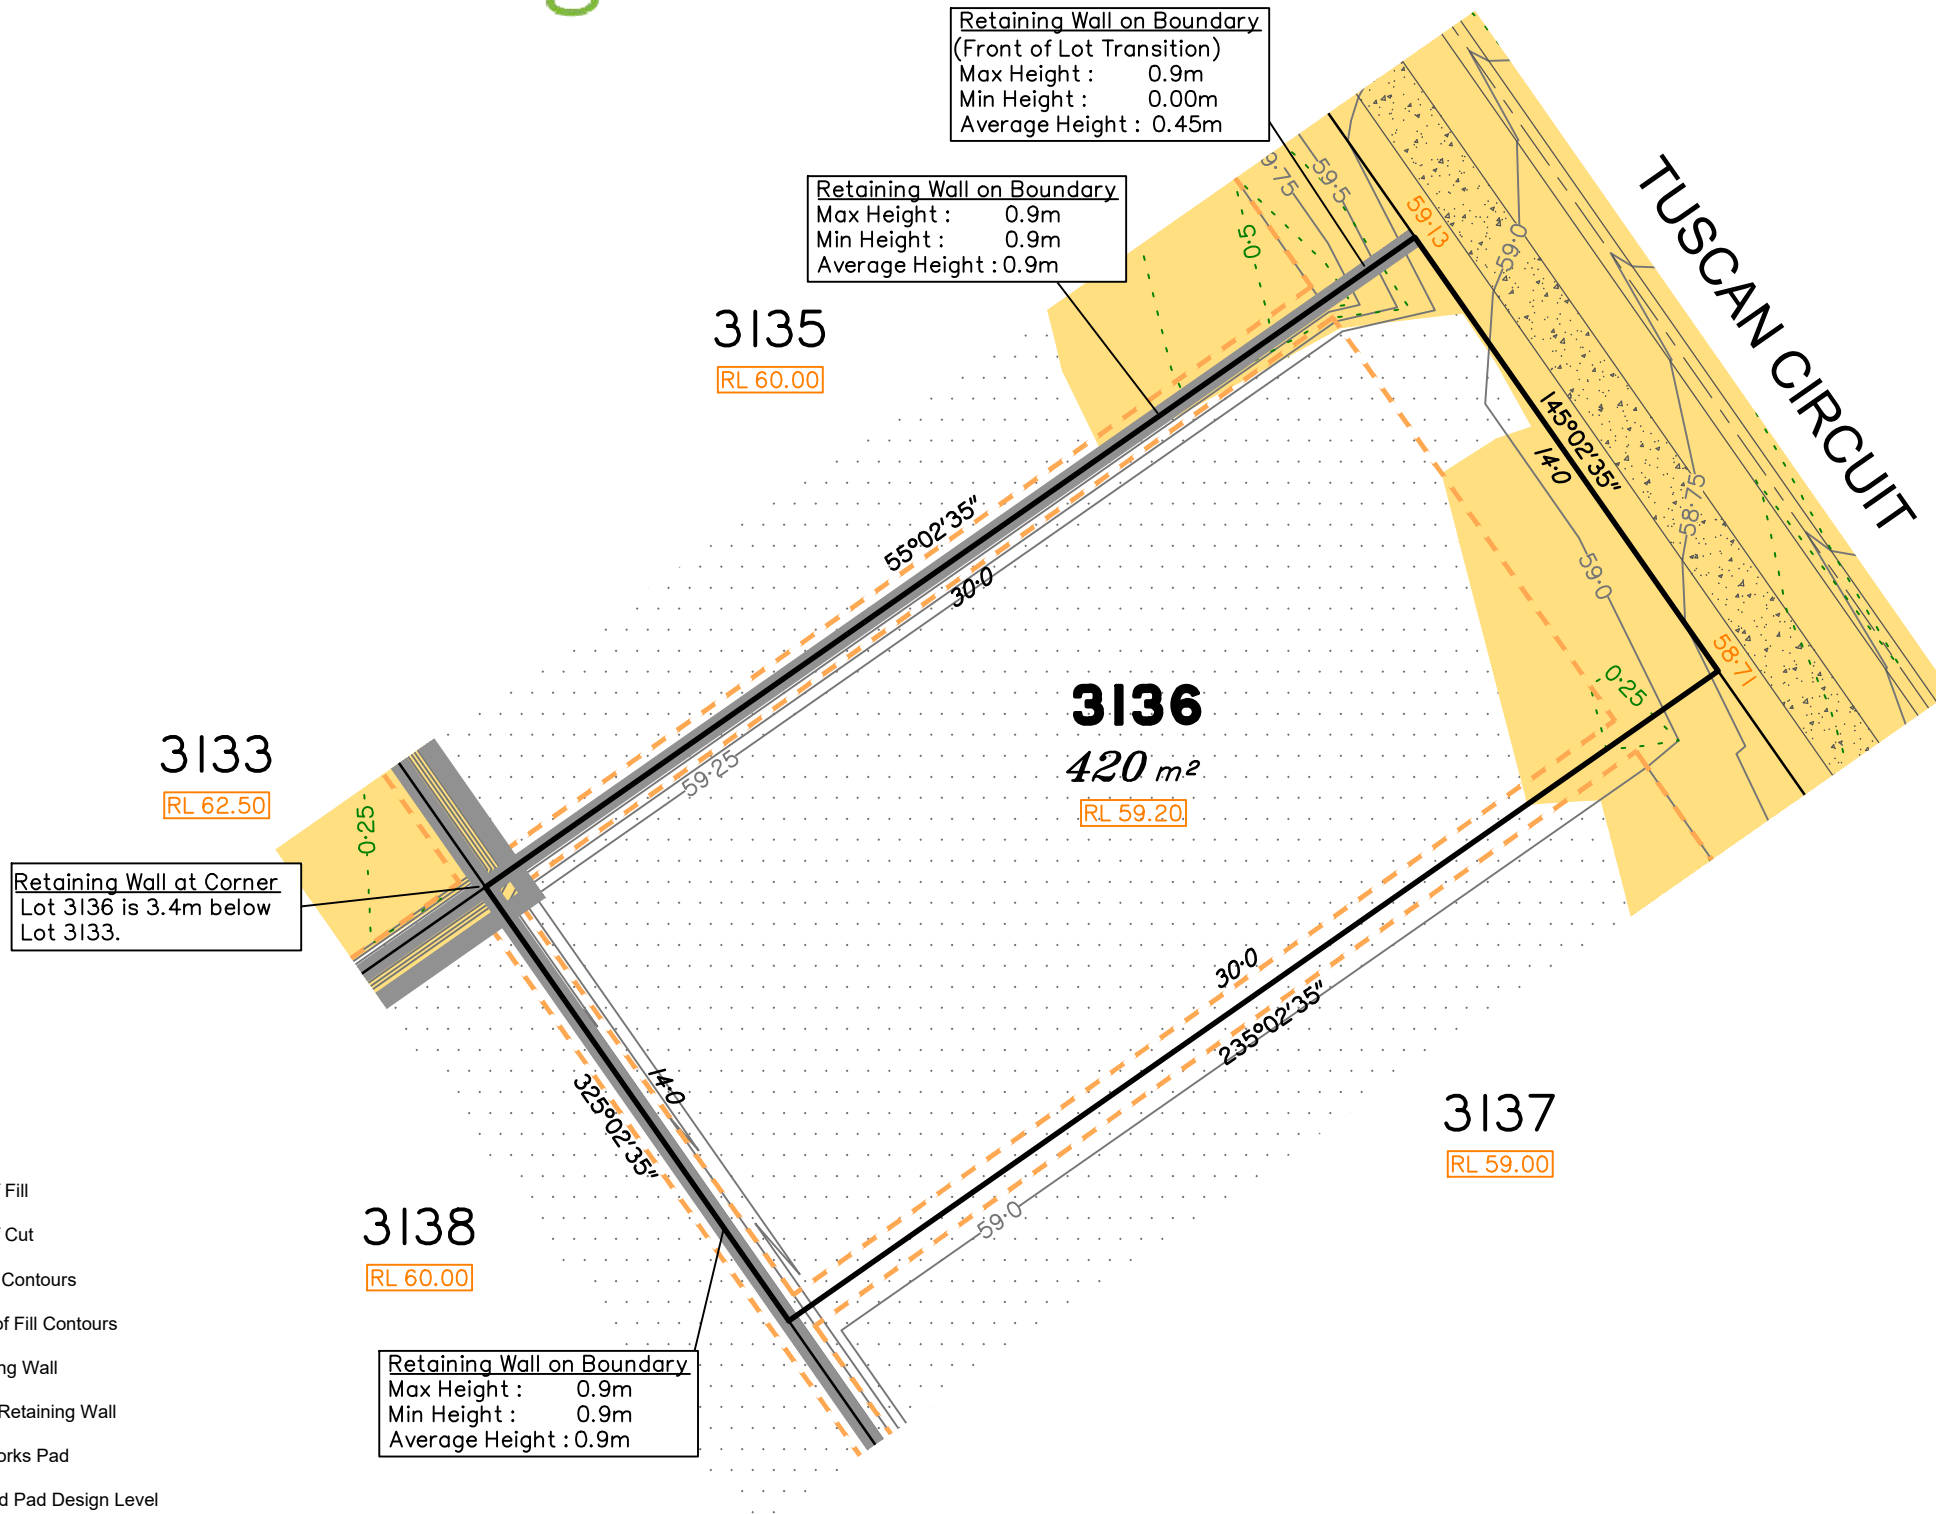 Retaining Wall on Boundary
(Front of Lot Transition)
Max Height : 0.9m
Min Height : 0.00m
Average Height : 0.45m
Retaining Wall on Boundary
Max Height : 0.9m
Min Height : 0.9m
Average Height : 0.9m
TUSCAN CIRCUIT
9·75
59·5
0·5
59·13
59·0
3135
RL 60.00
145°02'35"
14·0
58·75
59·0
55°02'35"
30·0
58·71
0·25
3136
420 m²
RL 59.20
59·25
3133
RL 62.50
0·25
Retaining Wall at Corner
Lot 3136 is 3.4m below
Lot 3133.
30·0
235°02'35"
14·0
325°02'35"
3137
RL 59.00
59·0
3138
RL 60.00
Retaining Wall on Boundary
Max Height : 0.9m
Min Height : 0.9m
Average Height : 0.9m
Fill
Cut
Contours
of Fill Contours
ng Wall
Retaining Wall
orks Pad
d Pad Design Level